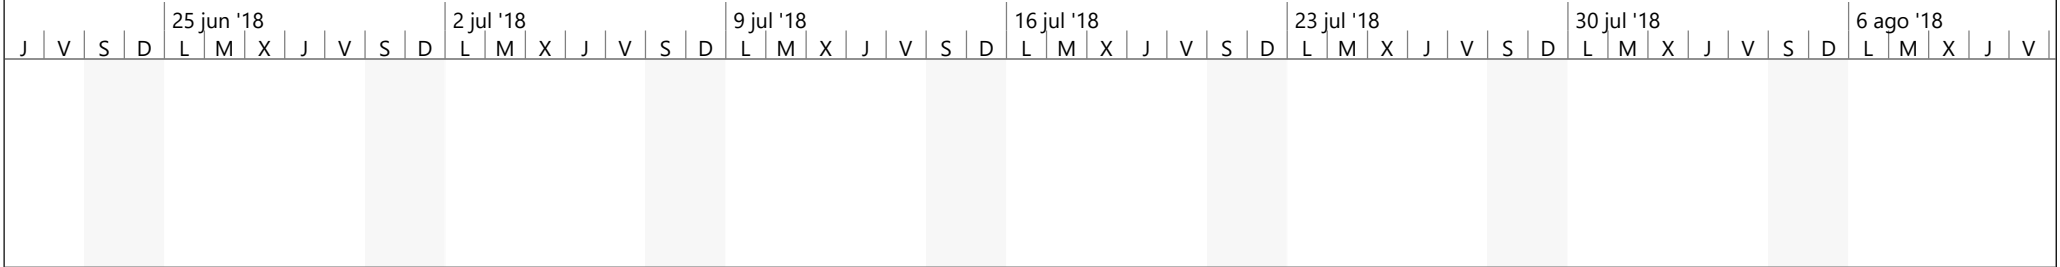 25 jun '18 2 jul '18 9 jul '18 16 jul '18 23 jul '18 30 jul '18 6 ago '18
J V S D L M X J V S D L M X J V S D L M X J V S D L M X J V S D L M X J V S D L M X J V S D L M X J V